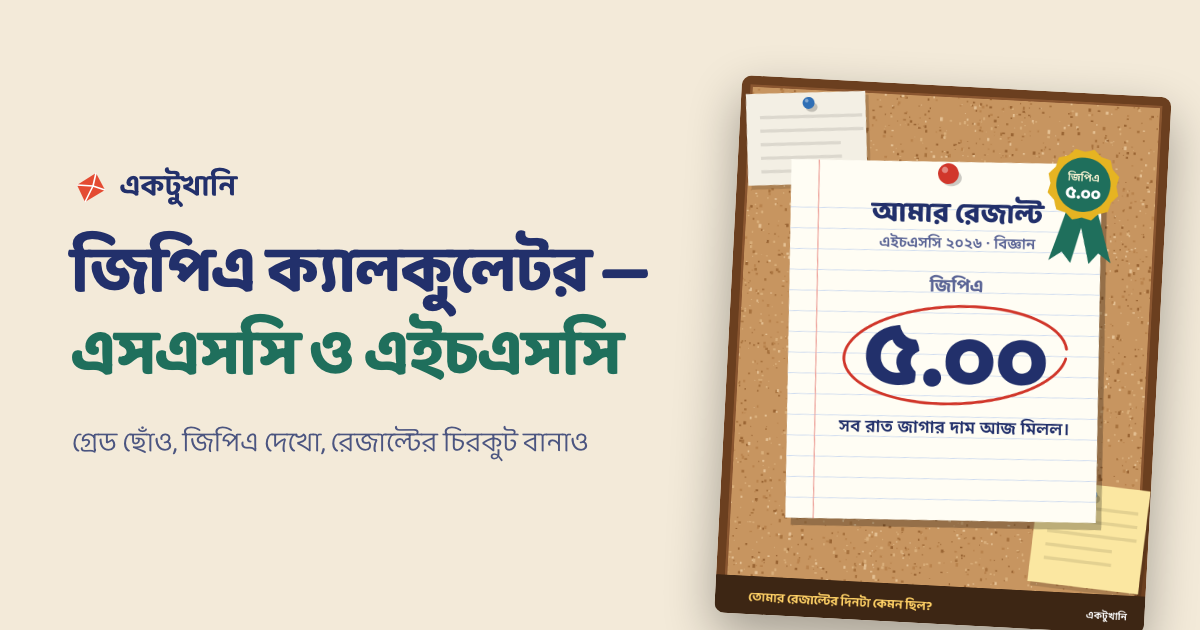 একটুখানি
জিপিএ ক্যালকুলেটর —
এসএসসি ও এইচএসসি
গ্রেড ছোঁও, জিপিএ দেখো, রেজাল্টের চিরকুট বানাও
জিপিএ
৫.০০
আমার রেজাল্ট
এইচএসসি ২০২৬ · বিজ্ঞান
জিপিএ
৫.০০
সব রাত জাগার দাম আজ মিলল।
তোমার রেজাল্টের দিনটা কেমন ছিল?
একটুখানি